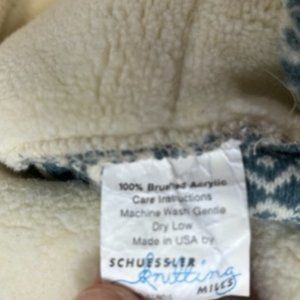 100% Brushed Acrylic
Care Instructions
Machine Wash Gentle
Dry Low
Made in USA by
SCHUESSLER
knitting
MILLS